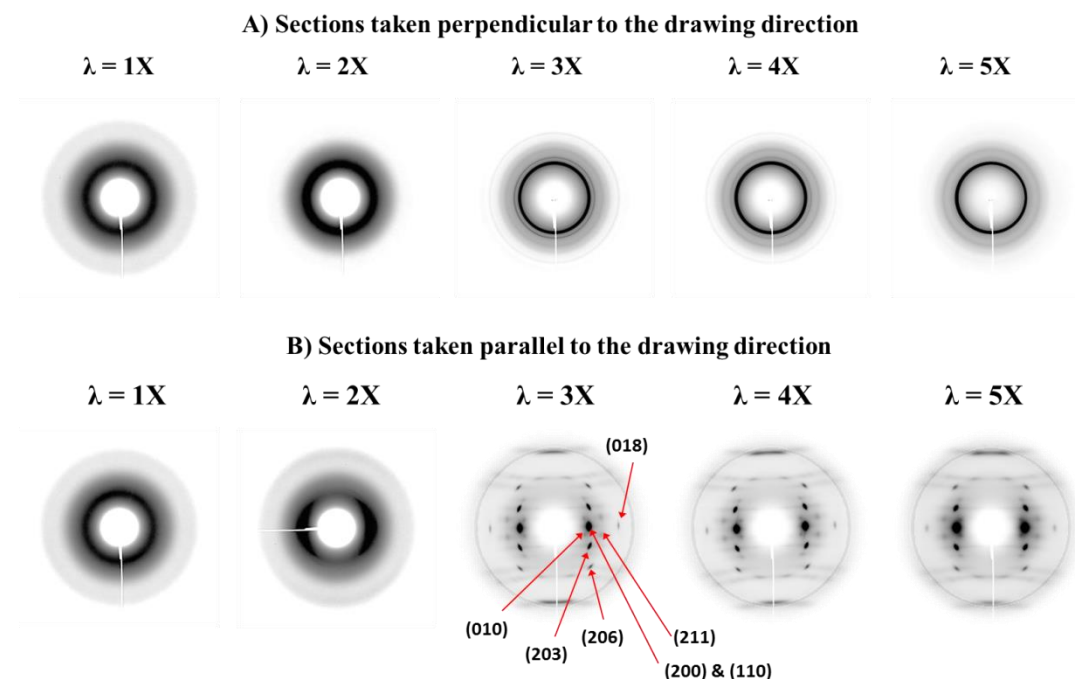 A) Sections taken perpendicular to the drawing direction
λ = 1X λ = 2X λ = 3X λ = 4X λ = 5X
B) Sections taken parallel to the drawing direction
λ = 1X λ = 2X λ = 3X λ = 4X λ = 5X
(018)
(010)
(203)
(206)
(211)
(200) & (110)